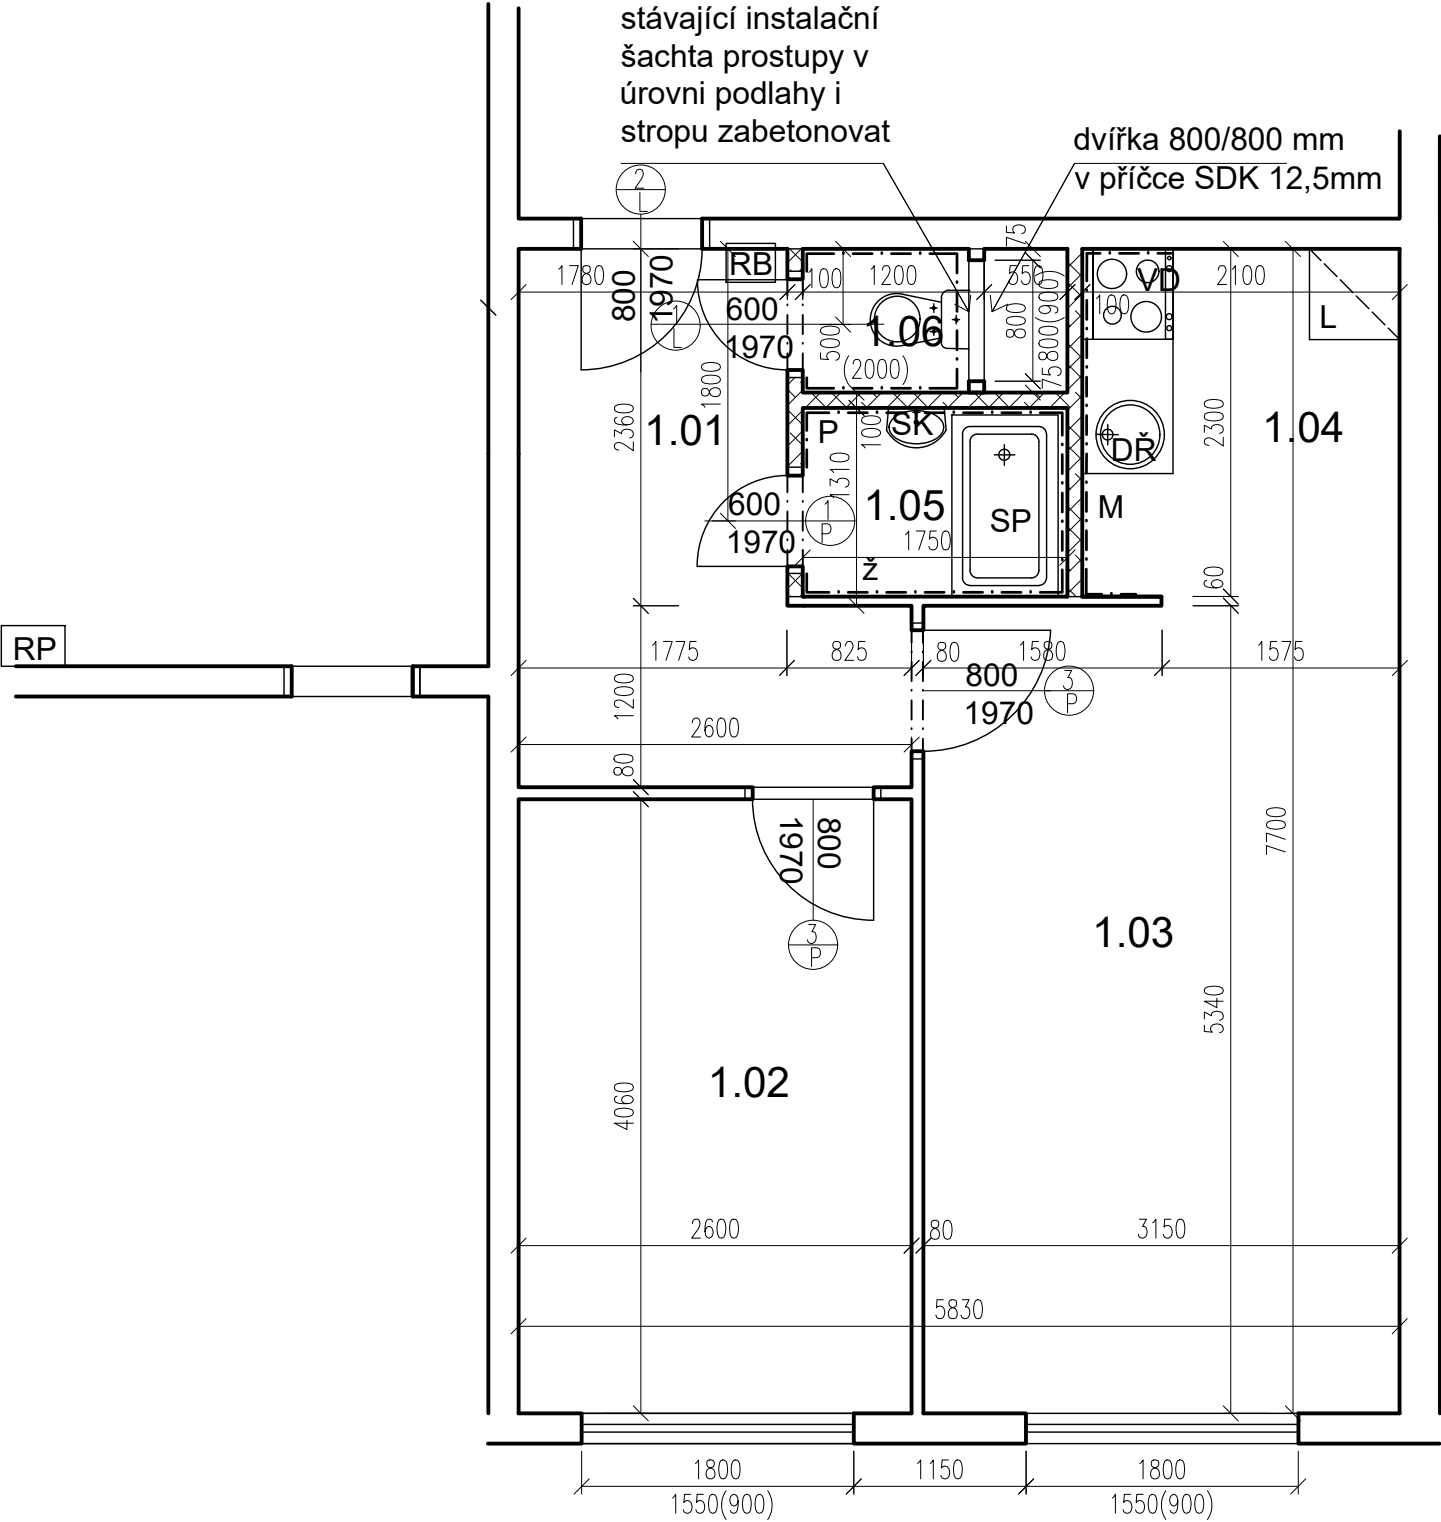 stávající instalační
šachta prostupy v
úrovni podlahy i
stropu zabetonovat
dvířka 800/800 mm
v příčce SDK 12,5mm
2
L
75
1780
800
1970
RB
100
1200
550
VD
100
2100
L
1
L
600
1970
500
(2000)
1.06
800
75
800(900)
1800
2360
1.01
P
100
SK
1310
1.05
DŘ
M
2300
1.04
600
1970
1
P
1750
SP
ž
60
RP
1775
825
80
1580
1575
800
1970
3
P
1200
2600
80
800
1970
3
P
7700
1.03
5340
1.02
4060
2600
80
3150
5830
1800
1550(900)
1150
1800
1550(900)